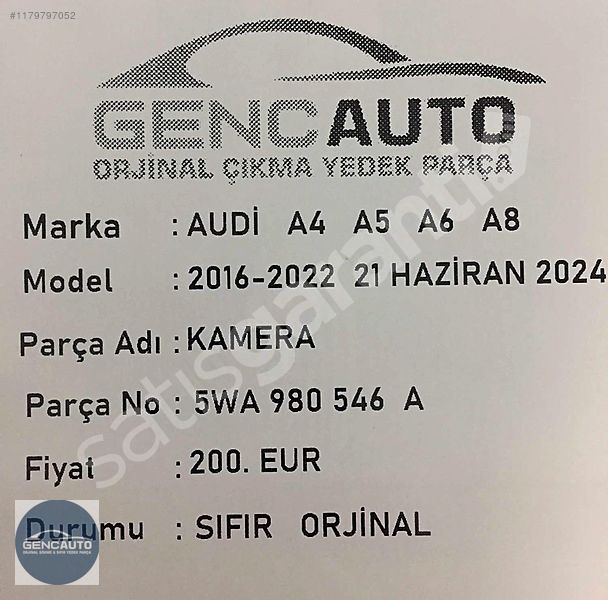 #1179797052
GENCAUTO
ORJİNAL ÇIKMA YEDEK PARÇA
Marka : AUDİ A4 A5 A6 A8
Model : 2016-2022 21 HAZİRAN 2024
Parça Adı : KAMERA
Parça No : 5WA 980 546 A
Fiyat : 200. EUR
Durumu : SIFIR ORJİNAL
satışgaranti
GENCAUTO